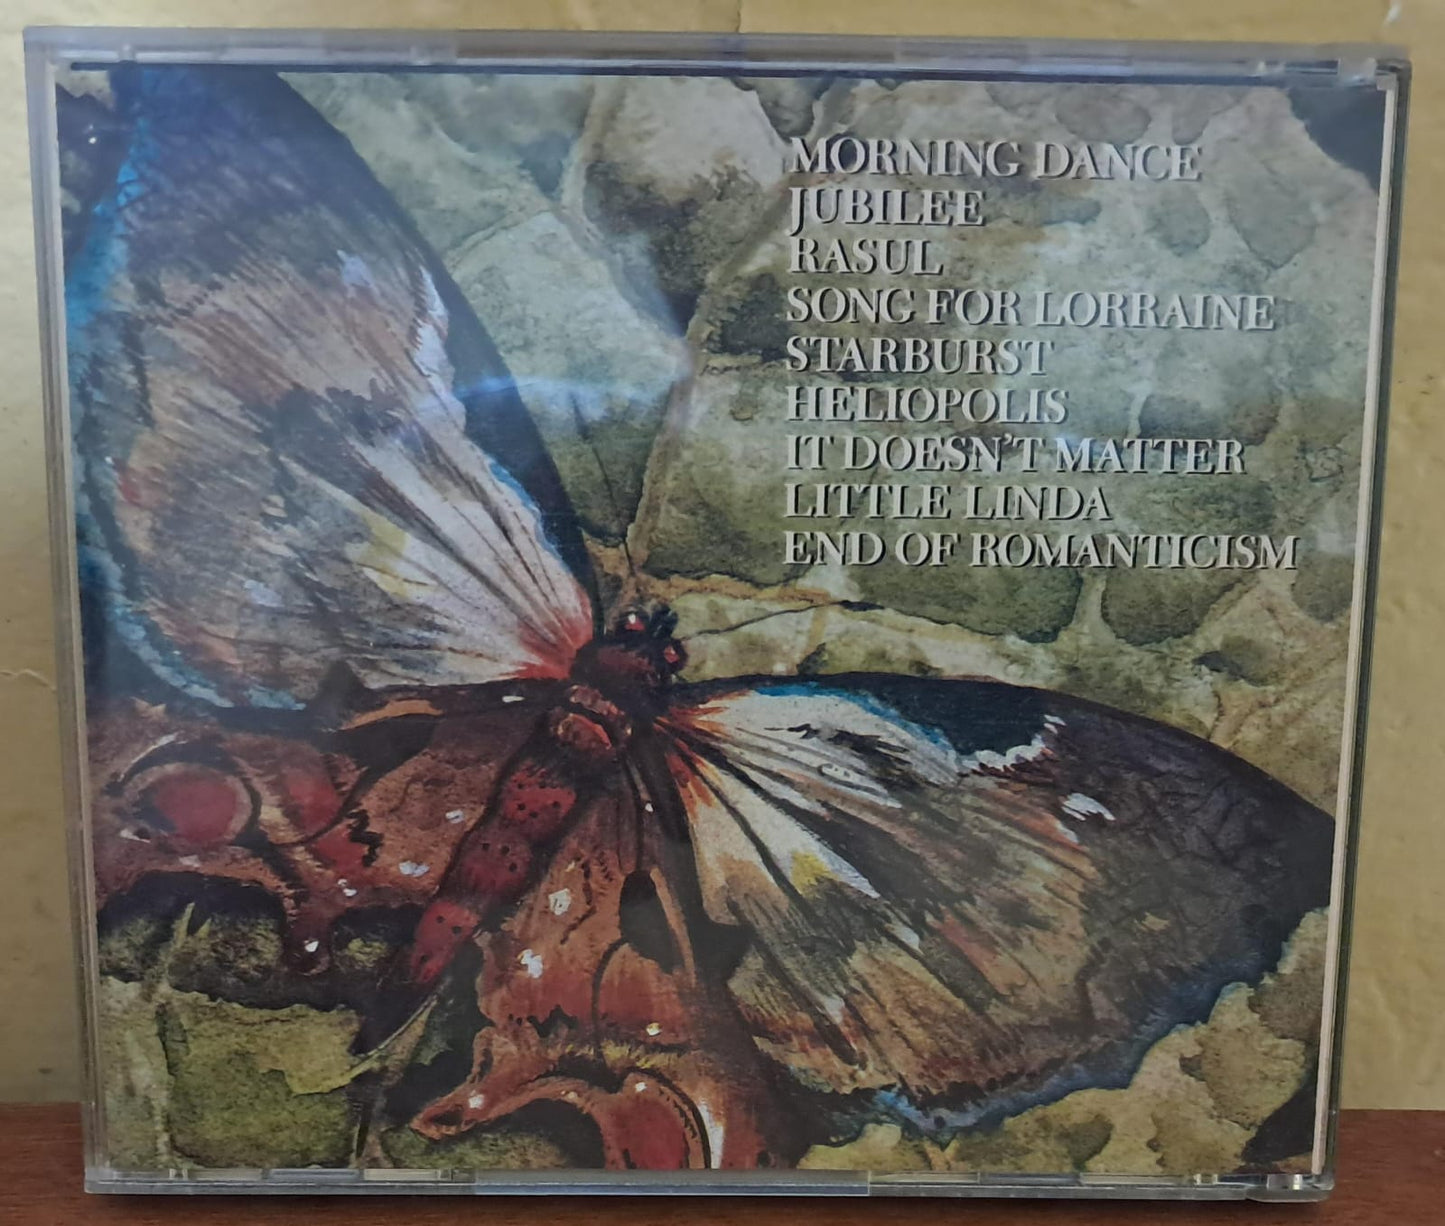 MORNING DANCE
JUBILEE
RASUL
SONG FOR LORRAINE
STARBURST
HELIOPOLIS
IT DOESN'T MATTER
LITTLE LINDA
END OF ROMANTICISM